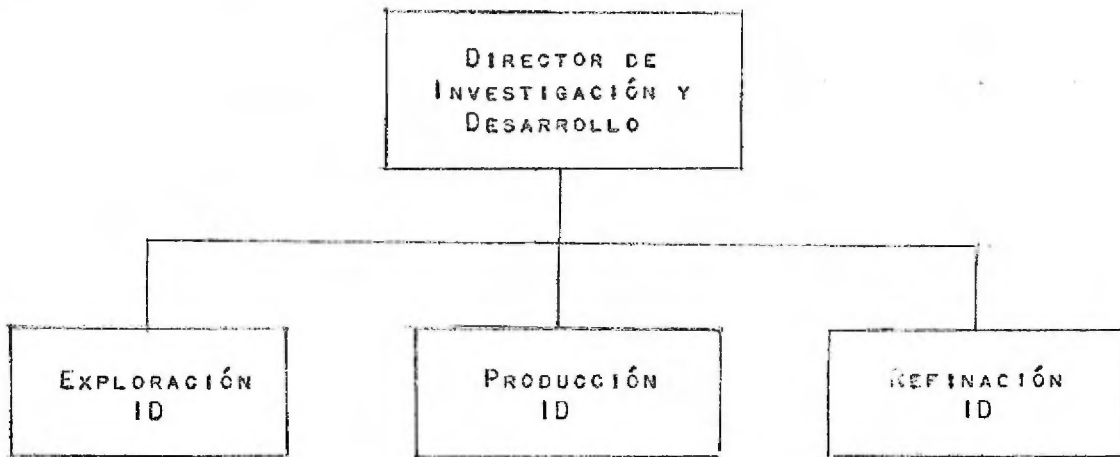 DIRECTOR DE
INVESTIGACIÓN Y
DESARROLLO
EXPLORACIÓN
ID
PRODUCCIÓN
ID
REFINACIÓN
ID